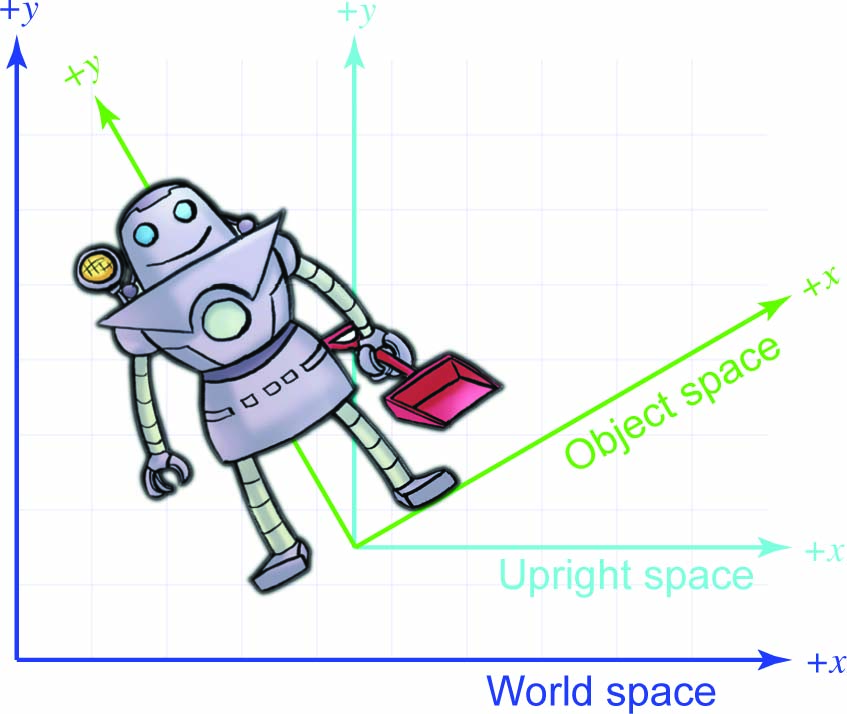 +y
+y
+y
+x
Object space
+x
Upright space
+x
World space